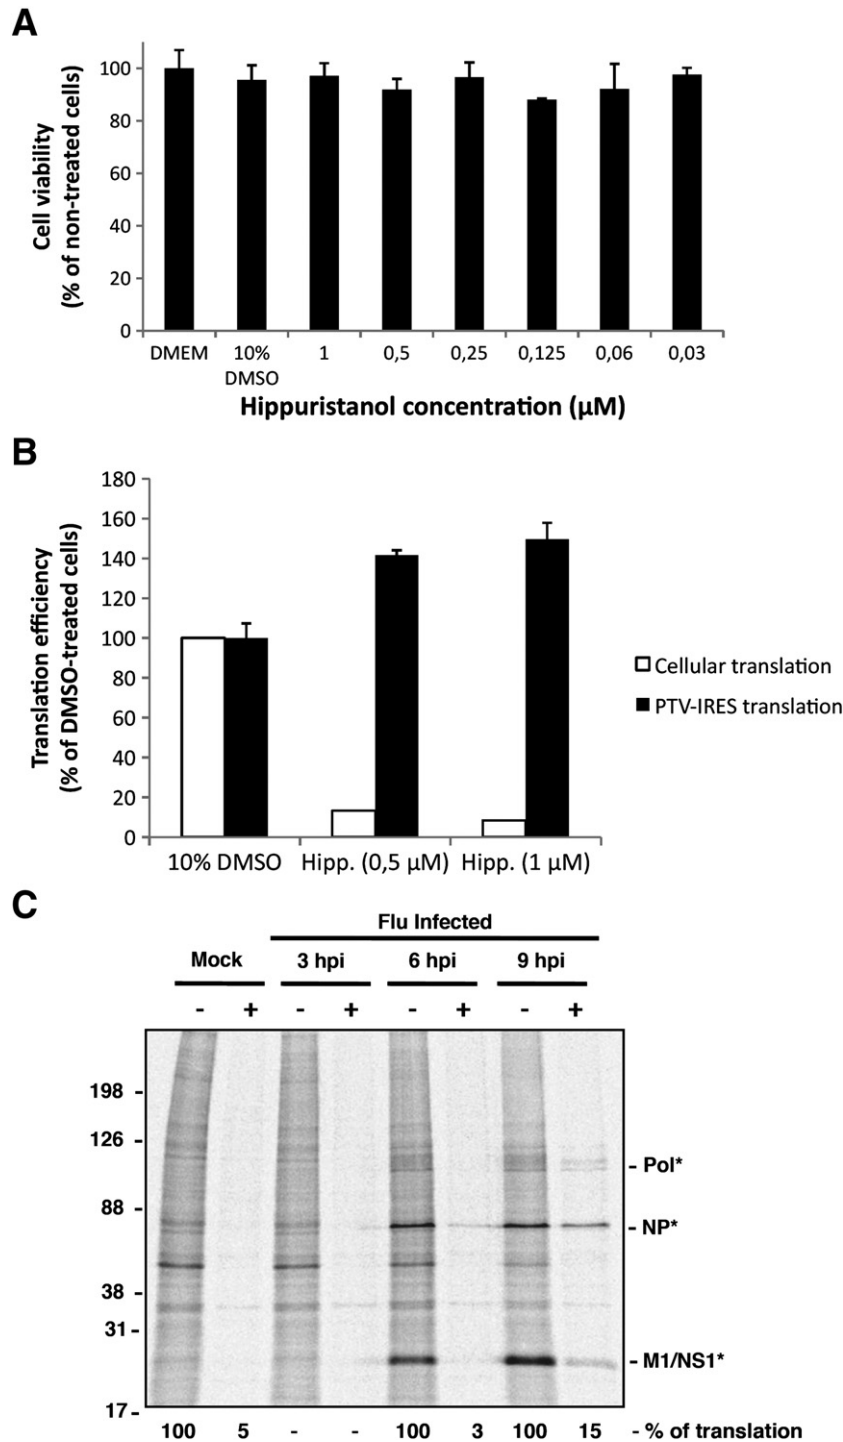 A
Cell viability
(% of non-treated cells)
100
80
60
40
20
0
DMEM 10% 1 0,5 0,25 0,125 0,06 0,03
DMSO
Hippuristanol concentration (µM)
B
Translation efficiency
(% of DMSO-treated cells)
180
160
140
120
100
80
60
40
20
0
Cellular translation
PTV-IRES translation
10% DMSO Hipp. (0,5 µM) Hipp. (1 µM)
C
Flu Infected
Mock 3 hpi 6 hpi 9 hpi
- + - + - + - +
198 -
126 -
- Pol*
88 -
- NP*
38 -
31 -
- M1/NS1*
17 -
100 5 - - 100 3 100 15 - % of translation